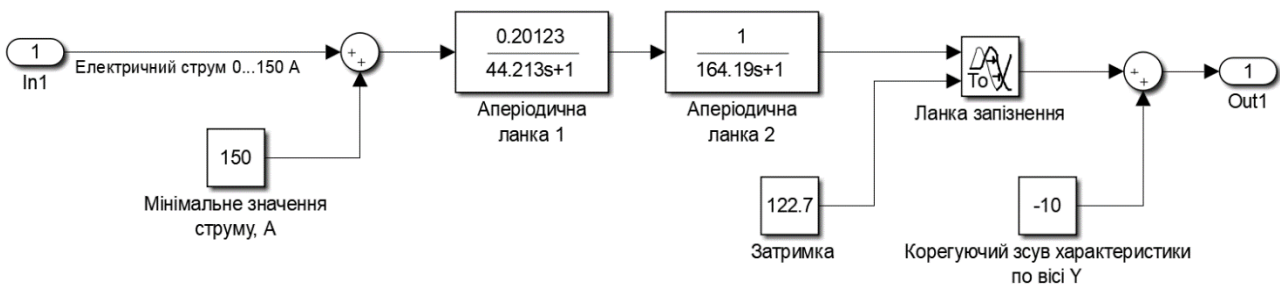 1
In1
Електричний струм 0...150 А
+
+
150
Мінімальне значення
струму, А
0.20123
44.213s+1
Аперіодична
ланка 1
1
164.19s+1
Аперіодична
ланка 2
To
Ланка запізнення
122.7
Затримка
+
+
-10
Корегуючий зсув характеристики
по вісі Y
1
Out1